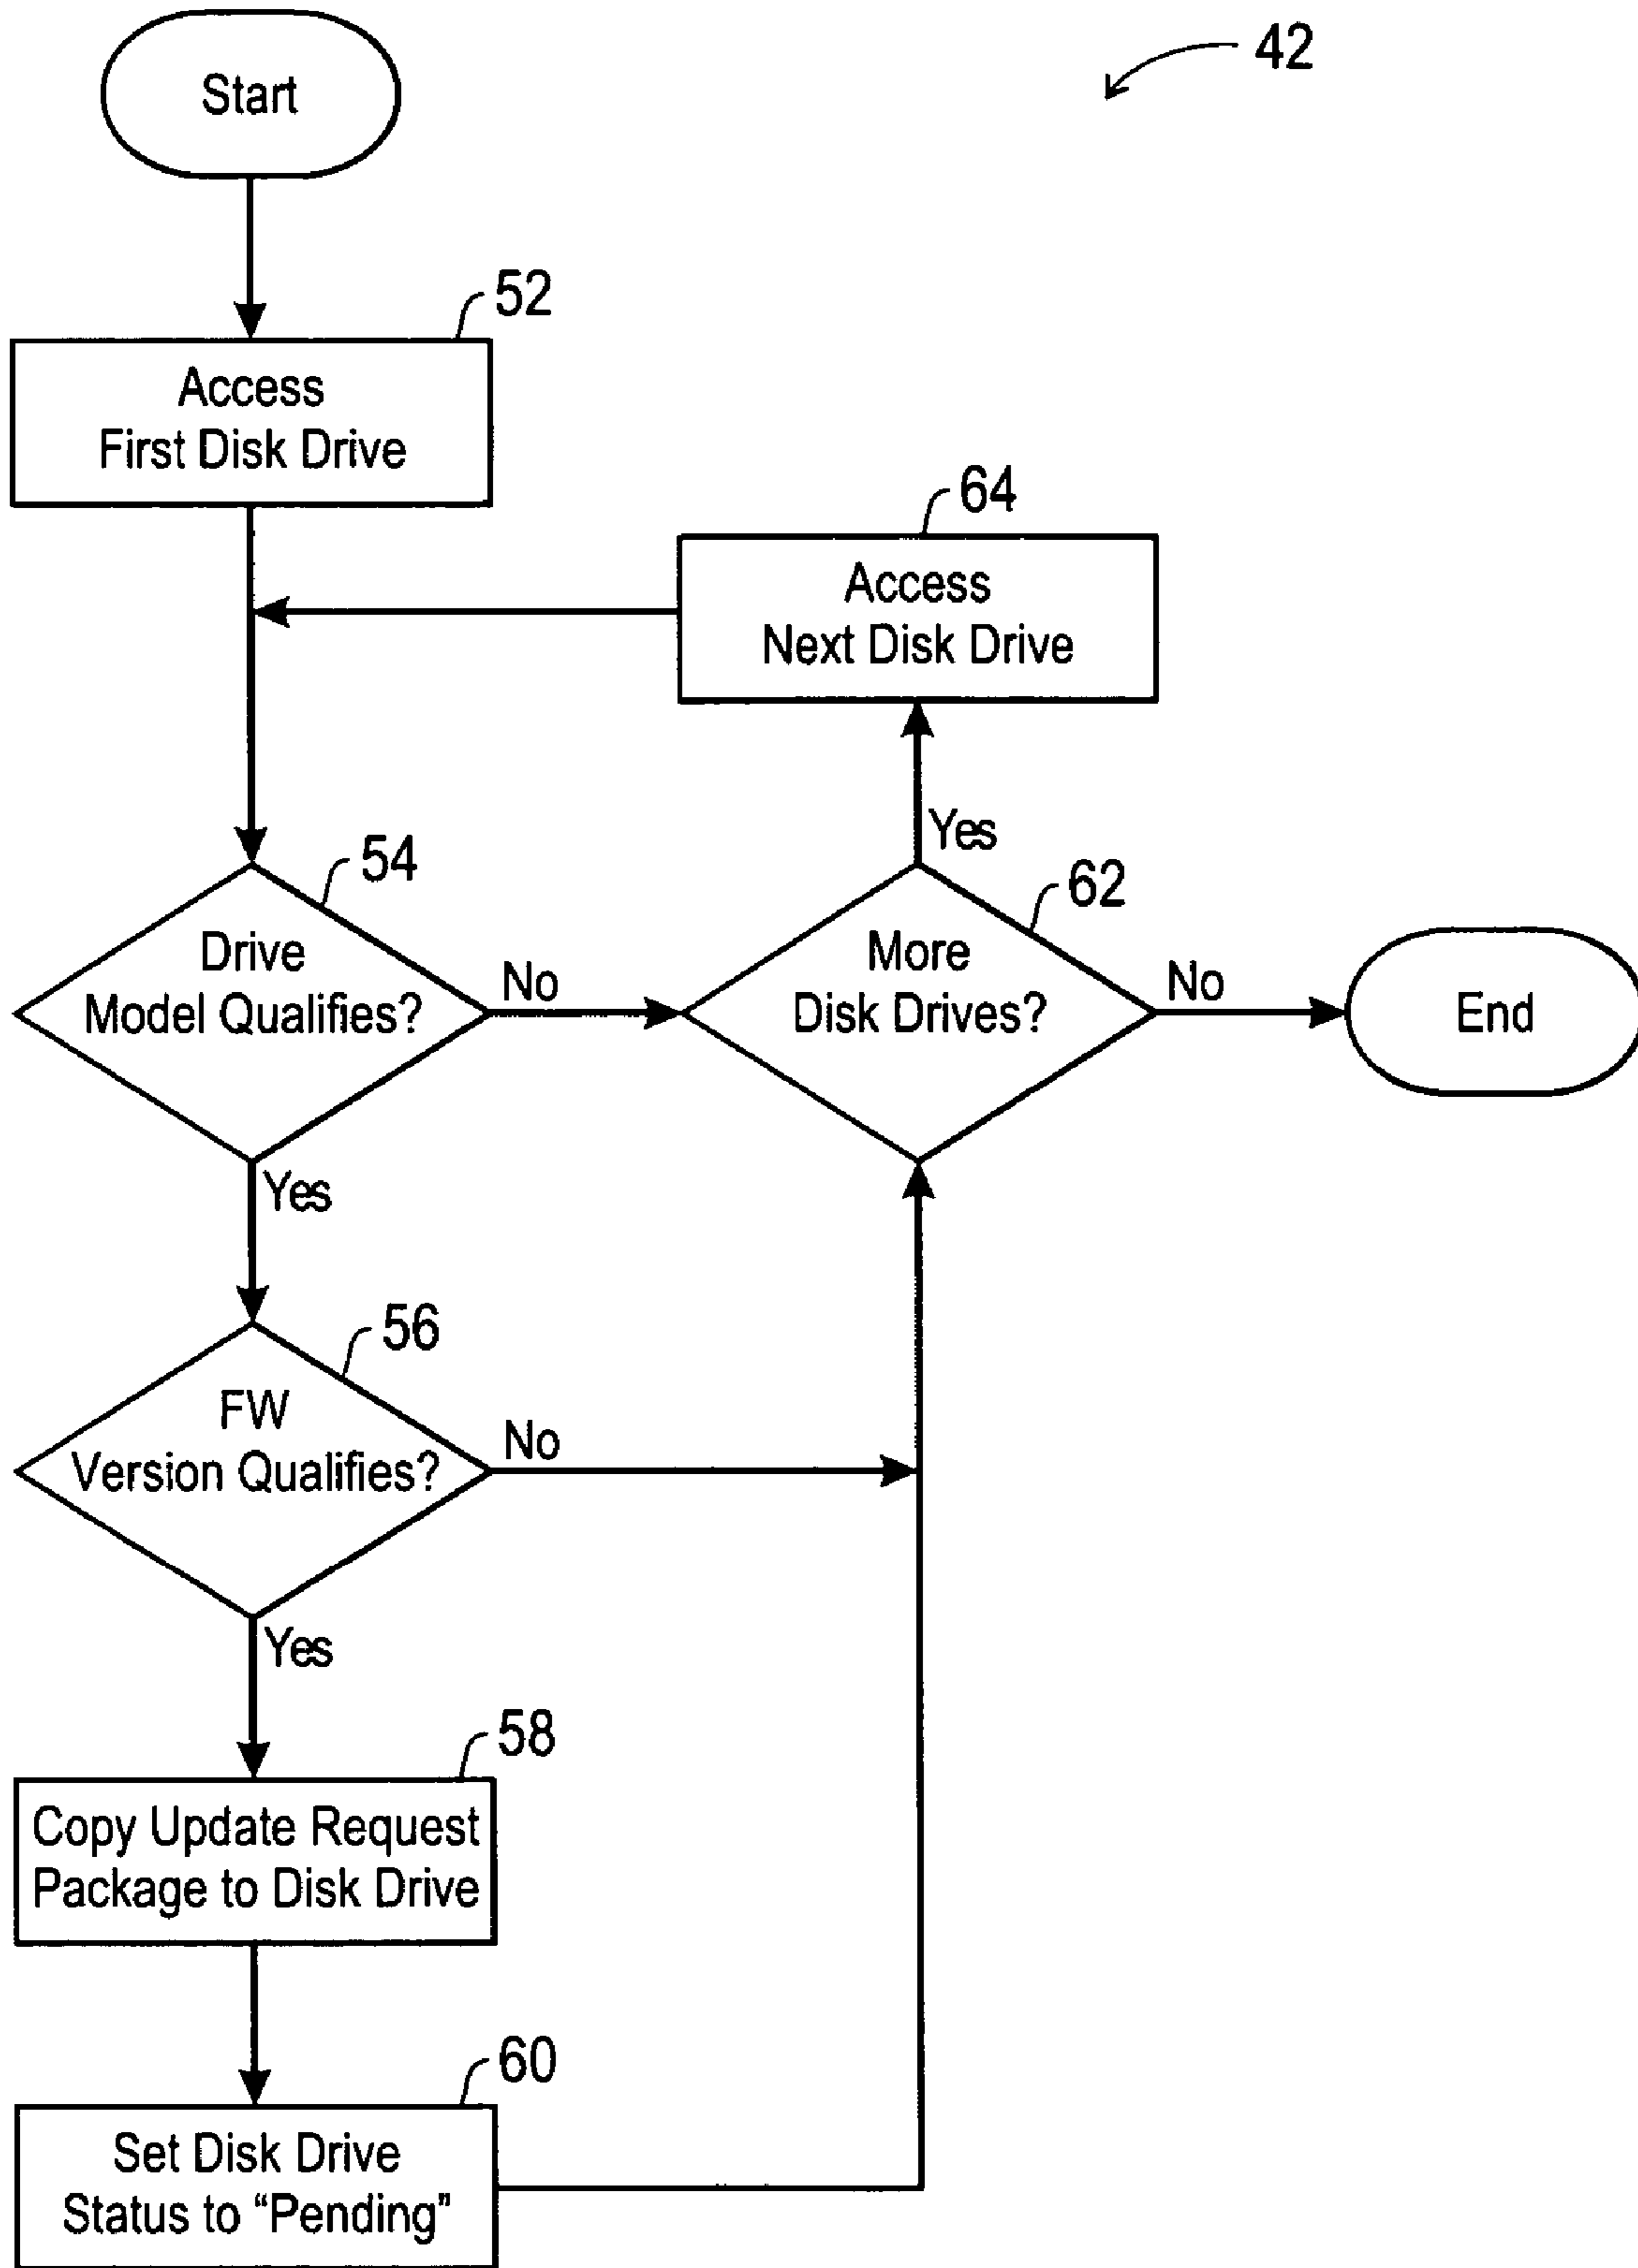 42
Start
52
Access
First Disk Drive
64
Access
Next Disk Drive
Yes
54
Drive
Model Qualifies?
No
62
More
Disk Drives?
No
End
Yes
56
FW
Version Qualifies?
No
Yes
58
Copy Update Request
Package to Disk Drive
60
Set Disk Drive
Status to “Pending”